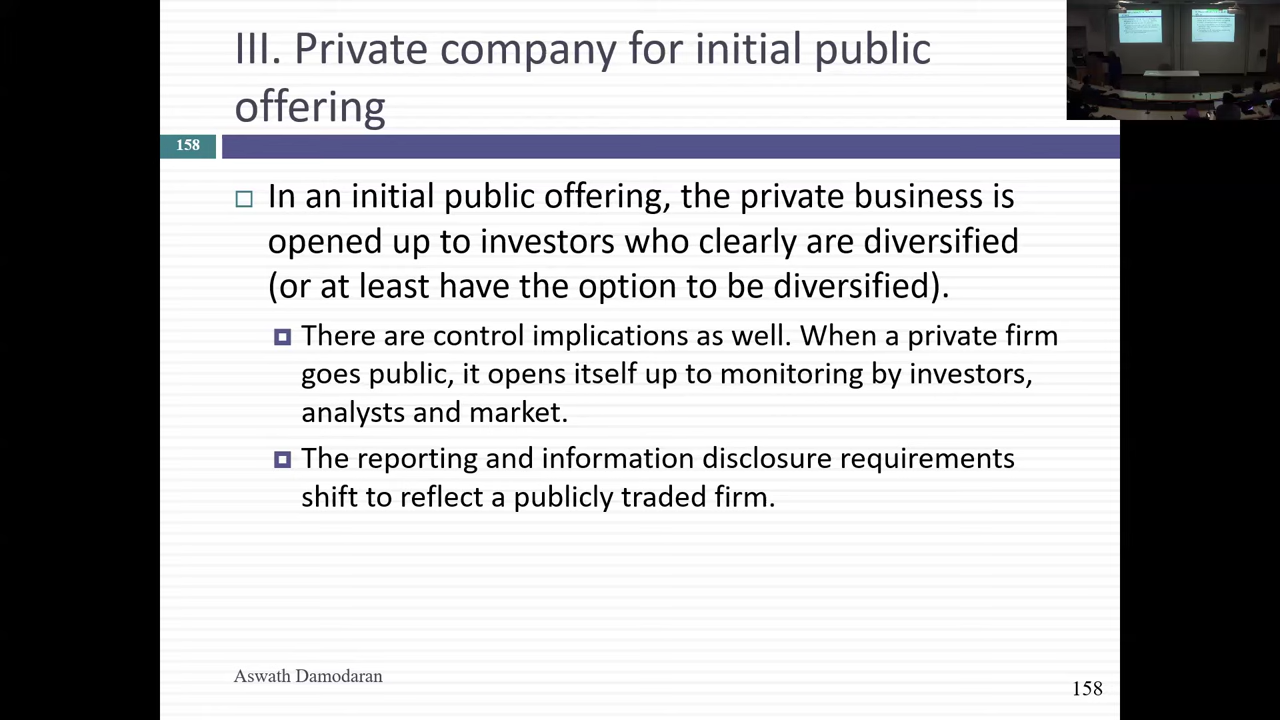 III. Private company for initial public
offering
158
In an initial public offering, the private business is
opened up to investors who clearly are diversified
(or at least have the option to be diversified).
There are control implications as well. When a private firm
goes public, it opens itself up to monitoring by investors,
analysts and market.
The reporting and information disclosure requirements
shift to reflect a publicly traded firm.
Aswath Damodaran
158